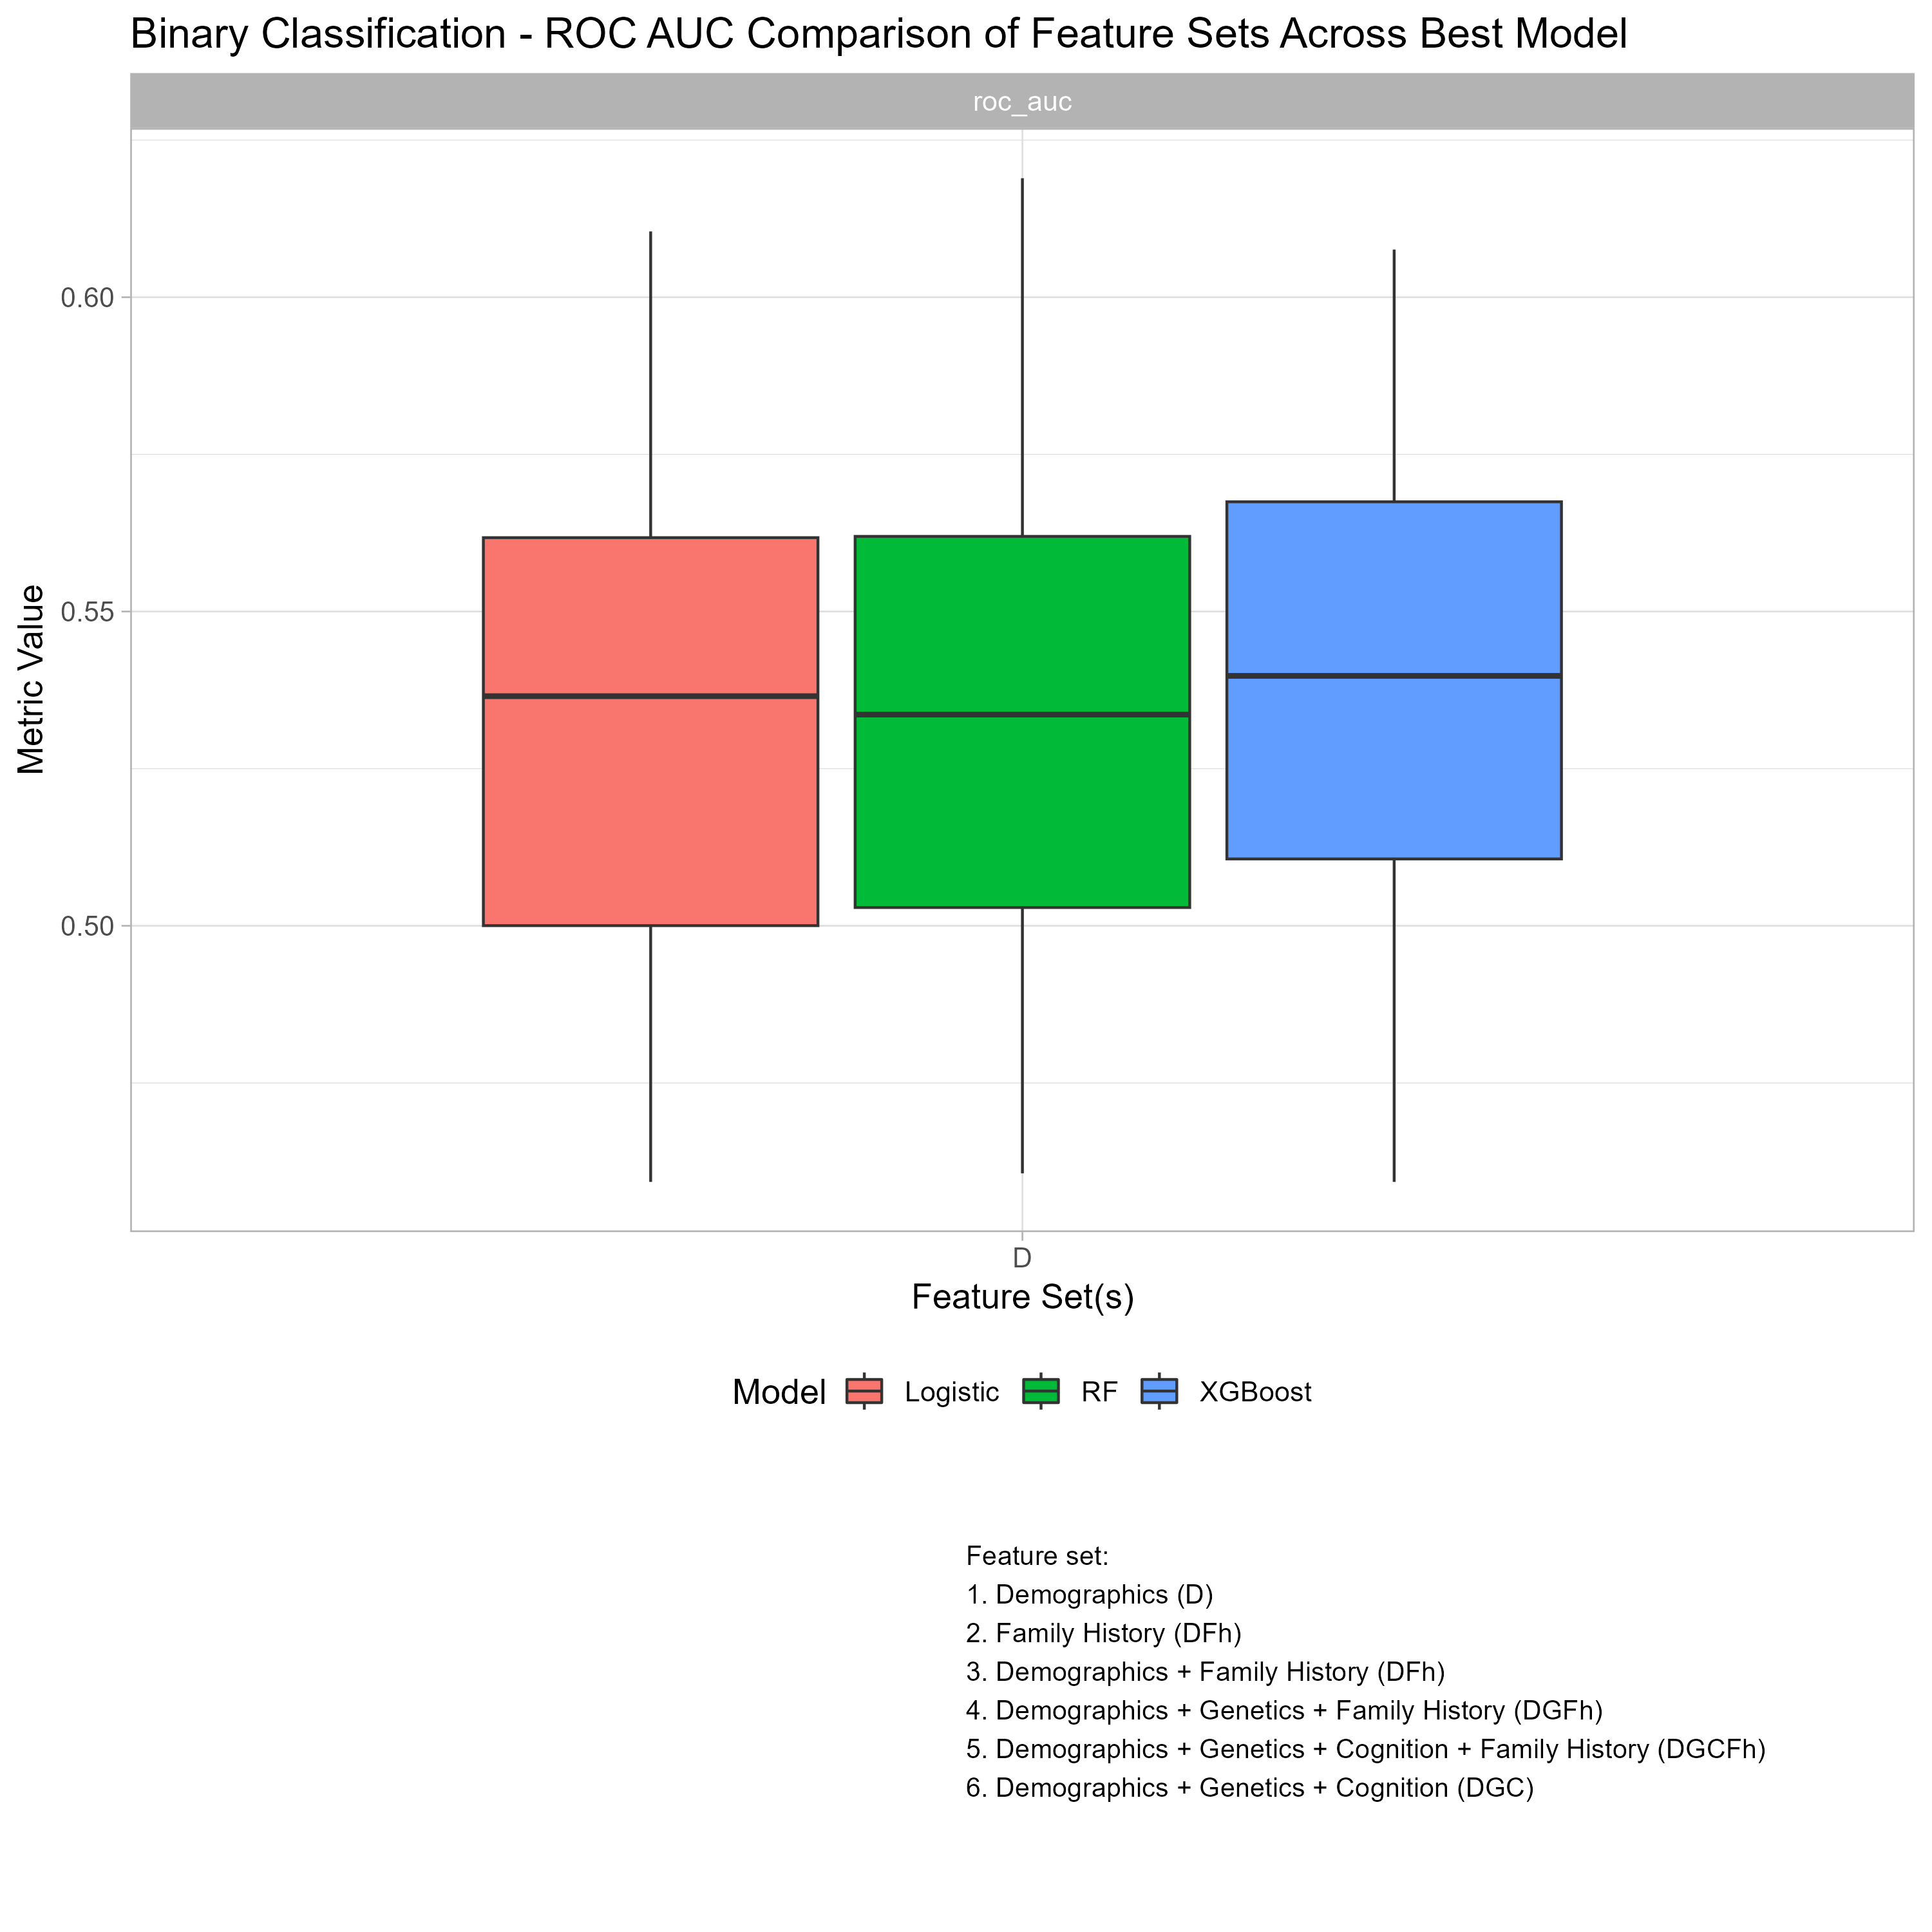 Binary Classification - ROC AUC Comparison of Feature Sets Across Best Model
roc_auc
0.60
0.55
0.50
Metric Value
D
Feature Set(s)
Model Logistic RF XGBoost
Feature set:
1. Demographics (D)
2. Family History (DFh)
3. Demographics + Family History (DFh)
4. Demographics + Genetics + Family History (DGFh)
5. Demographics + Genetics + Cognition + Family History (DGCFh)
6. Demographics + Genetics + Cognition (DGC)